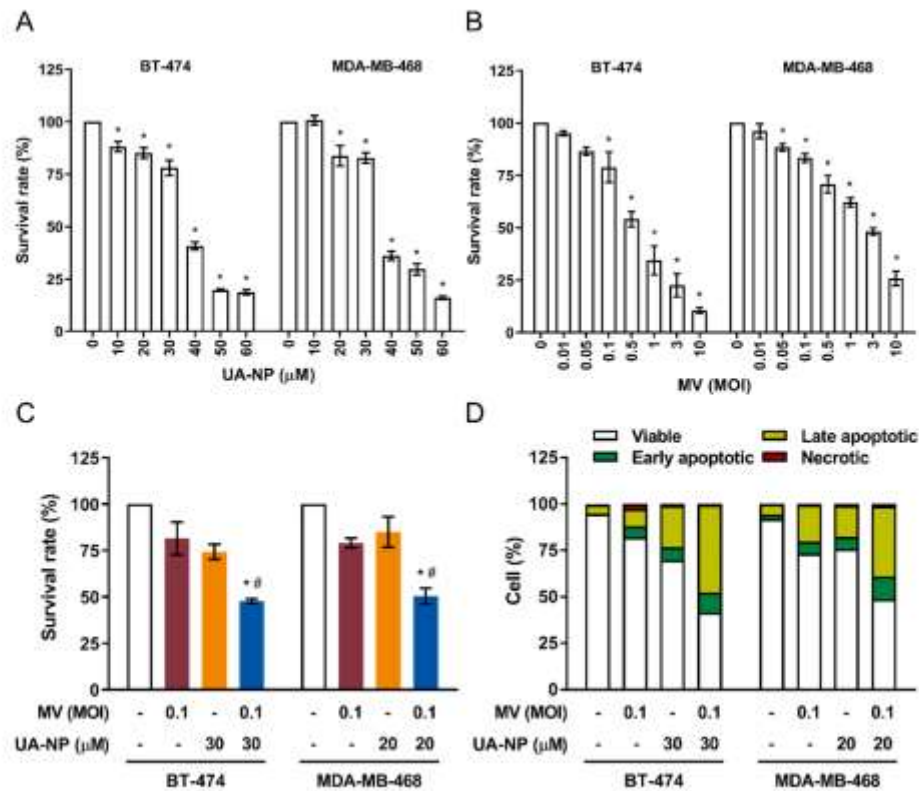 A
BT-474 MDA-MB-468
125
100
75
50
25
0
Survival rate (%)
* * * * * * * * * * *
0 10 20 30 40 50 60 0 10 20 30 40 50 60
UA-NP (μM)
B
BT-474 MDA-MB-468
125
100
75
50
25
0
Survival rate (%)
* * * * * * * * * * *
0 0.01 0.05 0.1 0.5 1 3 10 0 0.01 0.05 0.1 0.5 1 3 10
MV (MOI)
C
125
100
75
50
25
0
Survival rate (%)
* # * #
MV (MOI) - 0.1 - 0.1 - 0.1 - 0.1
UA-NP (μM) - - 30 30 - - 20 20
BT-474 MDA-MB-468
D
Viable Late apoptotic
Early apoptotic Necrotic
125
100
75
50
25
0
Cell (%)
MV (MOI) - 0.1 - 0.1 - 0.1 - 0.1
UA-NP (μM) - - 30 30 - - 20 20
BT-474 MDA-MB-468